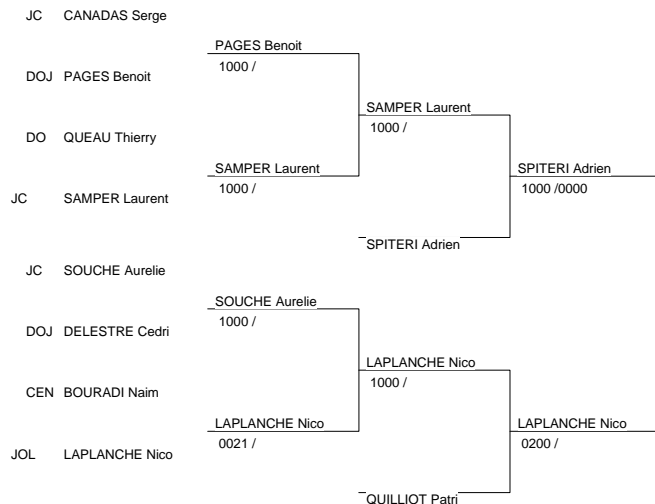 JC CANADAS Serge
PAGES Benoit
1000 /
DOJ PAGES Benoit
SAMPER Laurent
1000 /
DO QUEAU Thierry
SAMPER Laurent
1000 /
SPITERI Adrien
1000 /0000
JC SAMPER Laurent
SPITERI Adrien
JC SOUCHE Aurelie
SOUCHE Aurelie
1000 /
DOJ DELESTRE Cedri
LAPLANCHE Nico
1000 /
CEN BOURADI Naim
LAPLANCHE Nico
0021 /
LAPLANCHE Nico
0200 /
JOL LAPLANCHE Nico
QUILLIOT Patri